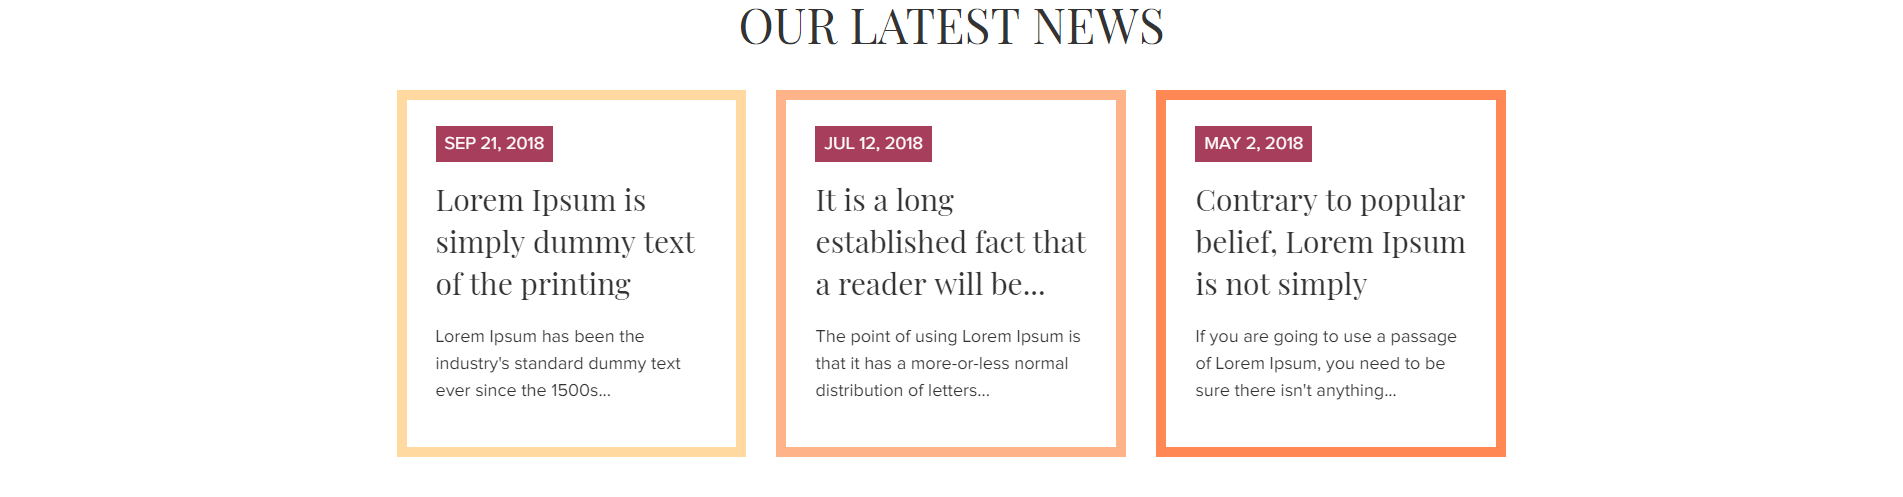 OUR LATEST NEWS
SEP 21, 2018
Lorem Ipsum is
simply dummy text
of the printing
Lorem Ipsum has been the
industry's standard dummy text
ever since the 1500s...
JUL 12, 2018
It is a long
established fact that
a reader will be...
The point of using Lorem Ipsum is
that it has a more-or-less normal
distribution of letters...
MAY 2, 2018
Contrary to popular
belief, Lorem Ipsum
is not simply
If you are going to use a passage
of Lorem Ipsum, you need to be
sure there isn't anything...